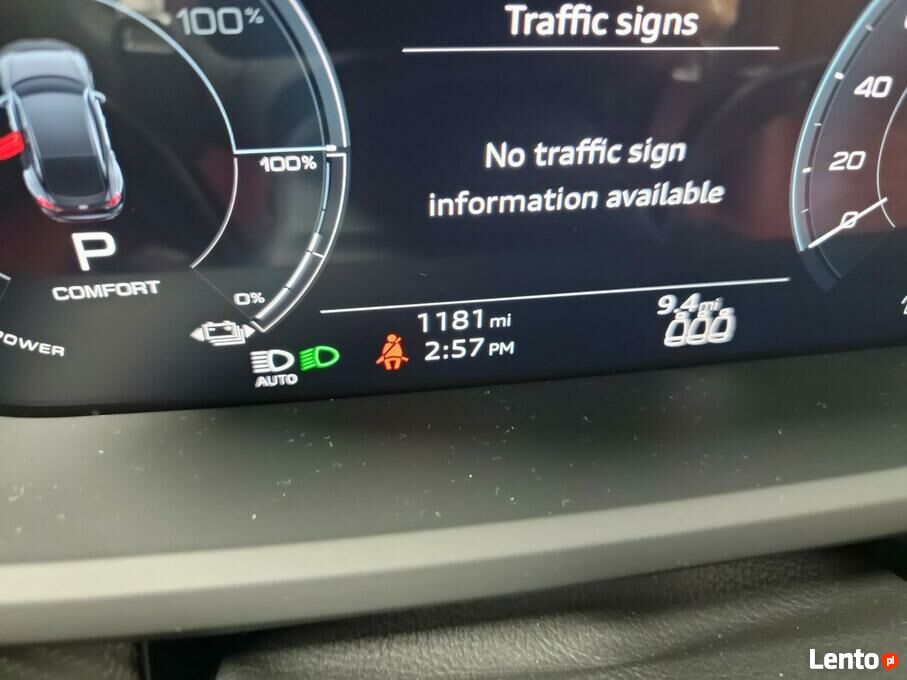 100%
Traffic signs
40
No traffic sign
100%
20
information available
0
P
COMFORT
0%
9.4 mi
1181 mi
POWER
2:57 PM
AUTO
Lento pl